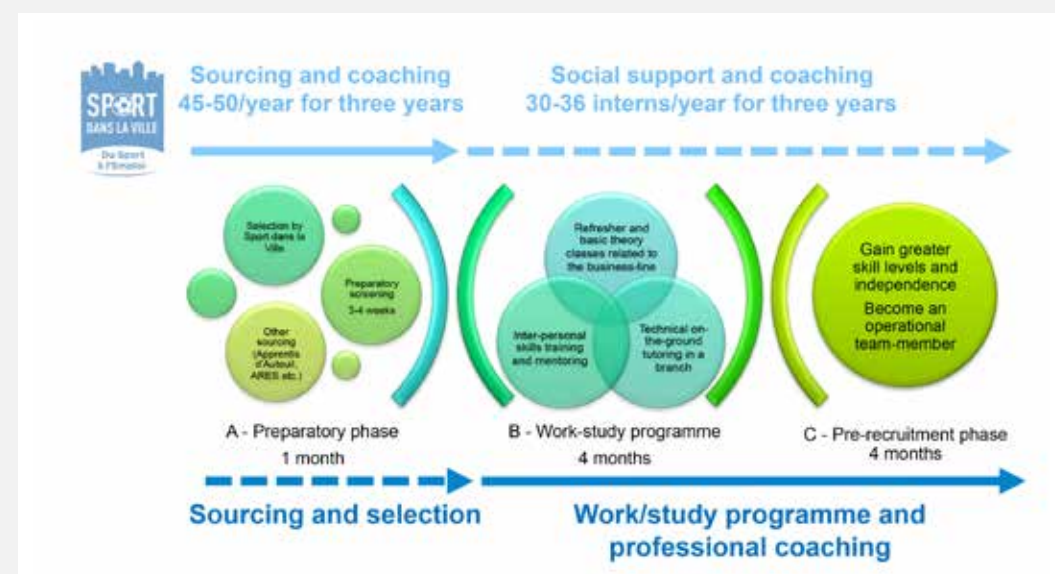 SPORT
DANS LA VILLE
Du Sport
à l'Emploi
Sourcing and coaching
45-50/year for three years
Social support and coaching
30-36 interns/year for three years
Selection by
Sport dans la
Ville
Preparatory
screening
3-4 weeks
Other
sourcing
(Apprentis
d'Auteuil,
ARES etc.)
Refresher and
basic theory
classes related to
the business-line
Inter-personal
skills training
and mentoring
Technical on-
the-ground
tutoring in a
branch
Gain greater
skill levels and
independence
Become an
operational
team-member
A - Preparatory phase
1 month
B - Work-study programme
4 months
C - Pre-recruitment phase
4 months
Sourcing and selection
Work/study programme and
professional coaching